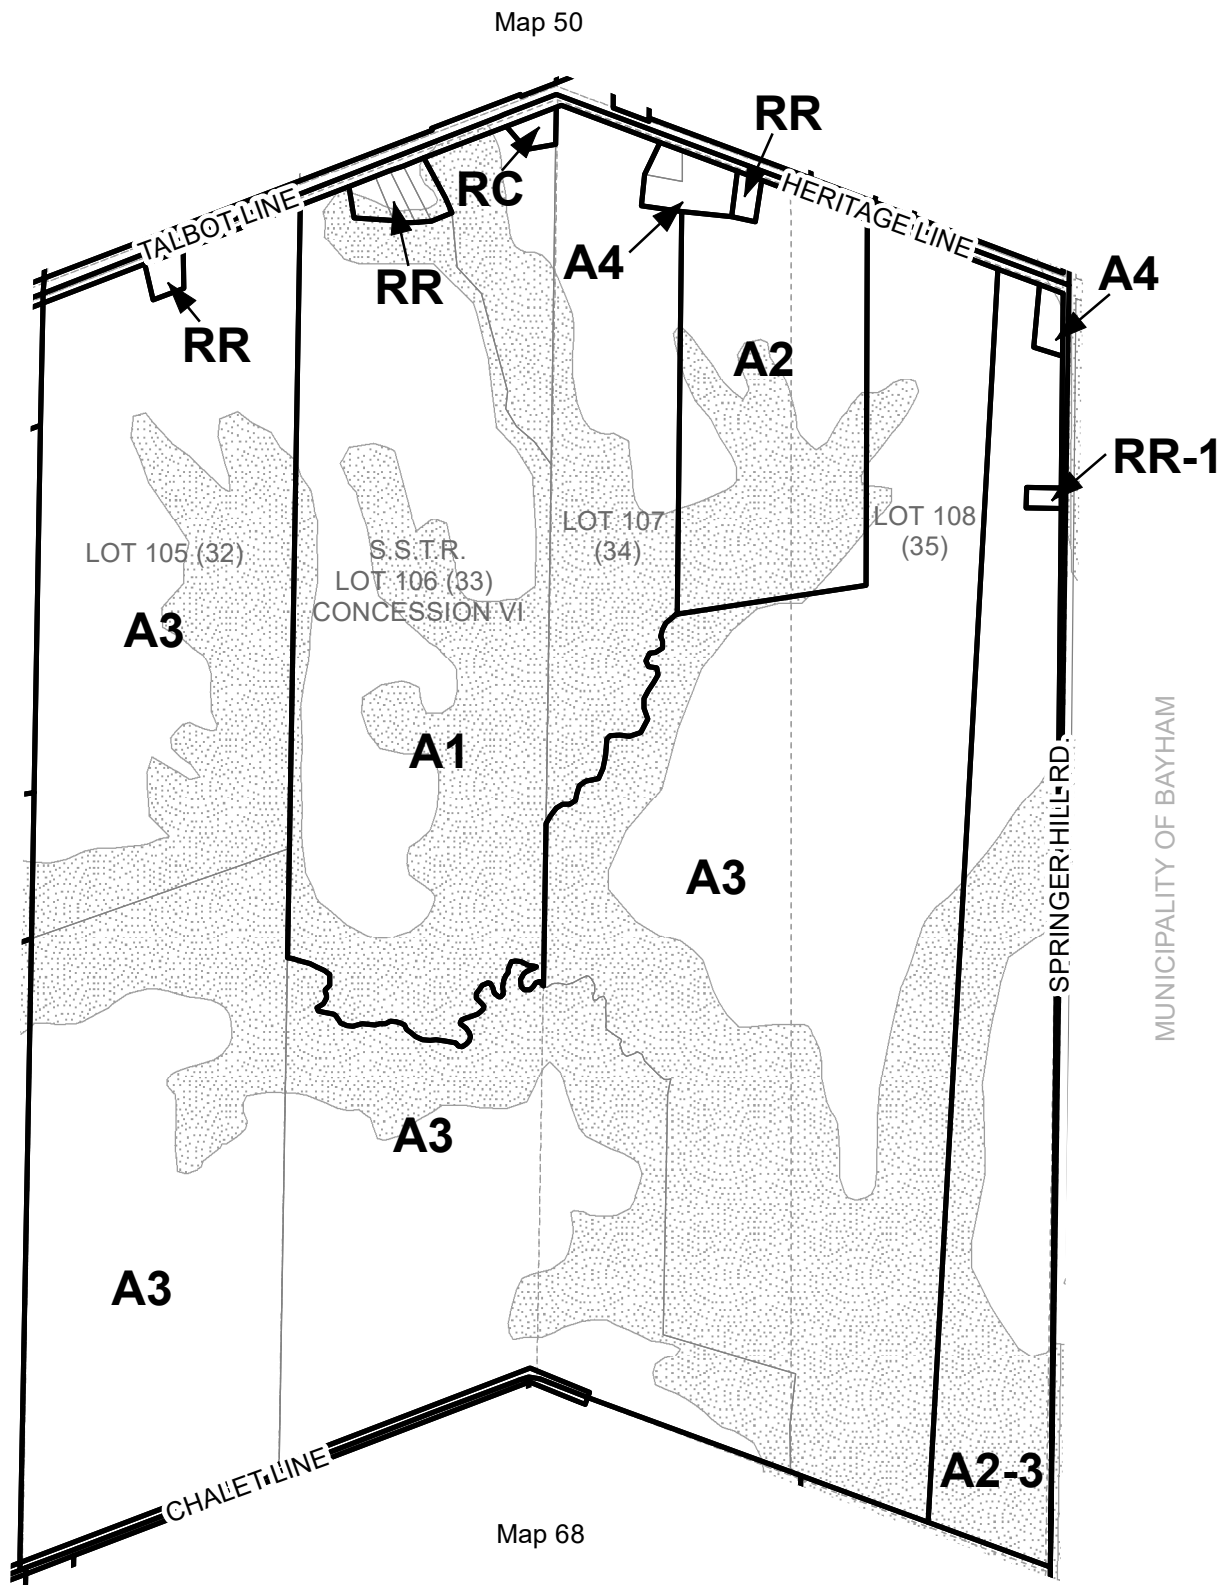 Map 50
RR
RC
TALBOT LINE
HERITAGE LINE
A4
RR
A4
RR
A2
RR-1
LOT 107
(34)
LOT 108
(35)
LOT 105 (32)
S.S.T.R.
LOT 106 (33)
CONCESSION VI
A3
A1
A3
SPRINGER HILL RD.
MUNICIPALITY OF BAYHAM
A3
A3
A2-3
CHALET LINE
Map 68